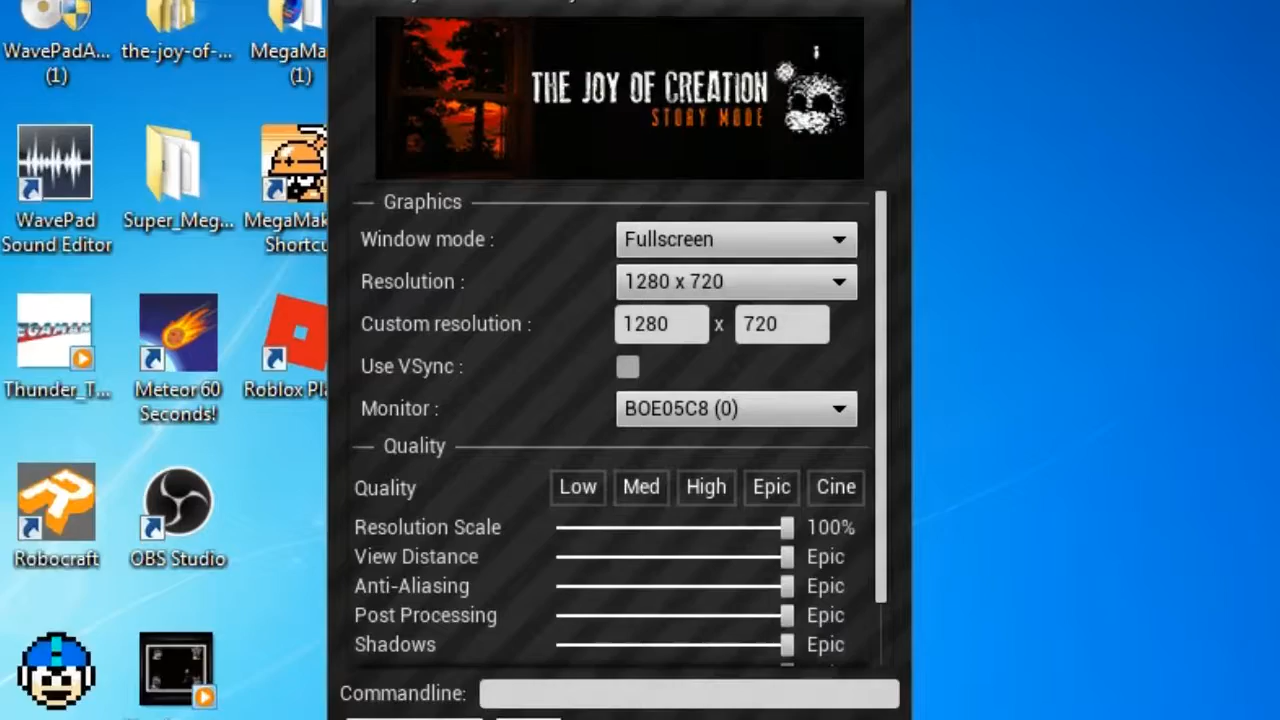 WavePadA...
(1)
the-joy-of-...
MegaMa
(1)
WavePad
Sound Editor
Super_Meg...
MegaMak
Shortcu
EGAMAN
Thunder_T...
Meteor 60
Seconds!
Roblox Pl
Robocraft
OBS Studio
THE JOY OF CREATION
STORY MODE
Graphics
Window mode :
Fullscreen
Resolution :
1280 x 720
Custom resolution :
1280 x 720
Use VSync :
Monitor :
BOE05C8 (0)
Quality
Quality
Low Med High Epic Cine
Resolution Scale 100%
View Distance Epic
Anti-Aliasing Epic
Post Processing Epic
Shadows Epic
Commandline: